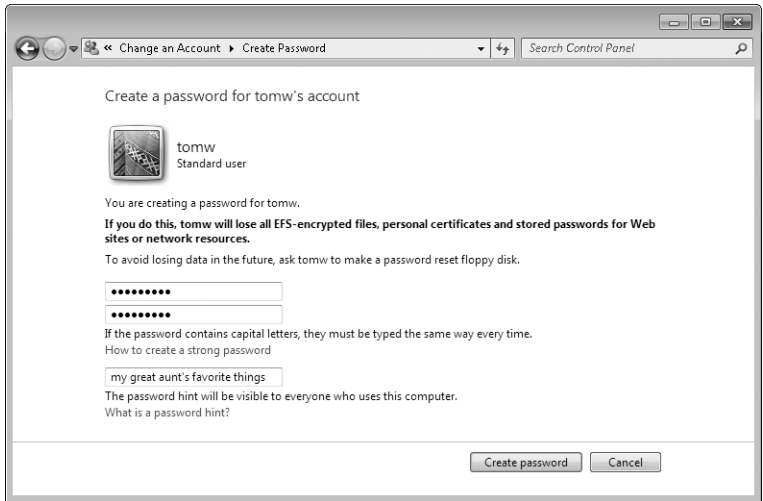 « Change an Account ▸ Create Password
Search Control Panel
Create a password for tomw's account
tomw
Standard user
You are creating a password for tomw.
If you do this, tomw will lose all EFS-encrypted files, personal certificates and stored passwords for Web
sites or network resources.
To avoid losing data in the future, ask tomw to make a password reset floppy disk.
•••••••••
•••••••••
If the password contains capital letters, they must be typed the same way every time.
How to create a strong password
my great aunt's favorite things
The password hint will be visible to everyone who uses this computer.
What is a password hint?
Create password
Cancel